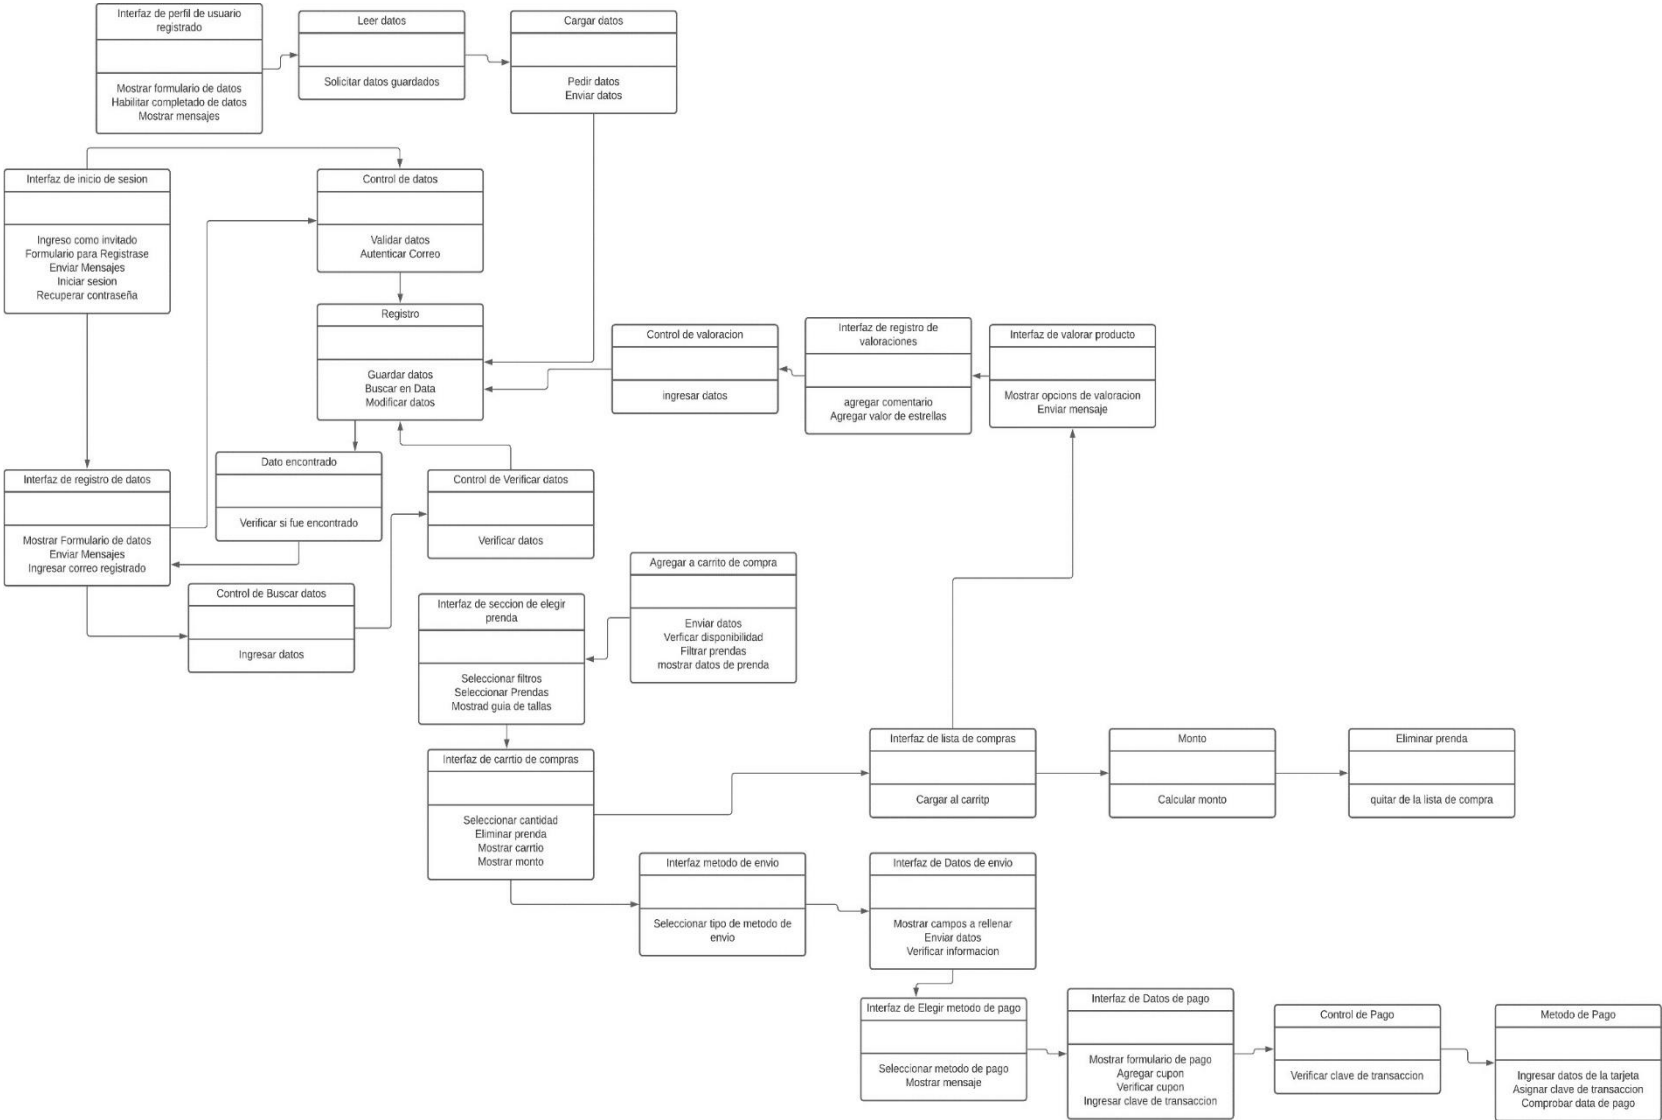 Interfaz de perfil de usuario
registrado
Mostrar formulario de datos
Habilitar completado de datos
Mostrar mensajes
Leer datos
Solicitar datos guardados
Cargar datos
Pedir datos
Enviar datos
Interfaz de inicio de sesion
Ingreso como invitado
Formulario para Registrase
Enviar Mensajes
Iniciar sesion
Recuperar contraseña
Control de datos
Validar datos
Autenticar Correo
Registro
Guardar datos
Buscar en Data
Modificar datos
Control de valoracion
ingresar datos
Interfaz de registro de
valoraciones
agregar comentario
Agregar valor de estrellas
Interfaz de valorar producto
Mostrar opcions de valoracion
Enviar mensaje
Interfaz de registro de datos
Mostrar Formulario de datos
Enviar Mensajes
Ingresar correo registrado
Dato encontrado
Verificar si fue encontrado
Control de Verificar datos
Verificar datos
Control de Buscar datos
Ingresar datos
Interfaz de seccion de elegir
prenda
Seleccionar filtros
Seleccionar Prendas
Mostrad guia de tallas
Agregar a carrito de compra
Enviar datos
Verficar disponibilidad
Filtrar prendas
mostrar datos de prenda
Interfaz de carrtio de compras
Seleccionar cantidad
Eliminar prenda
Mostrar carrtio
Mostrar monto
Interfaz de lista de compras
Cargar al carritp
Monto
Calcular monto
Eliminar prenda
quitar de la lista de compra
Interfaz metodo de envio
Seleccionar tipo de metodo de
envio
Interfaz de Datos de envio
Mostrar campos a rellenar
Enviar datos
Verificar informacion
Interfaz de Elegir metodo de pago
Seleccionar metodo de pago
Mostrar mensaje
Interfaz de Datos de pago
Mostrar formulario de pago
Agregar cupon
Verificar cupon
Ingresar clave de transaccion
Control de Pago
Verificar clave de transaccion
Metodo de Pago
Ingresar datos de la tarjeta
Asignar clave de transaccion
Comprobar data de pago